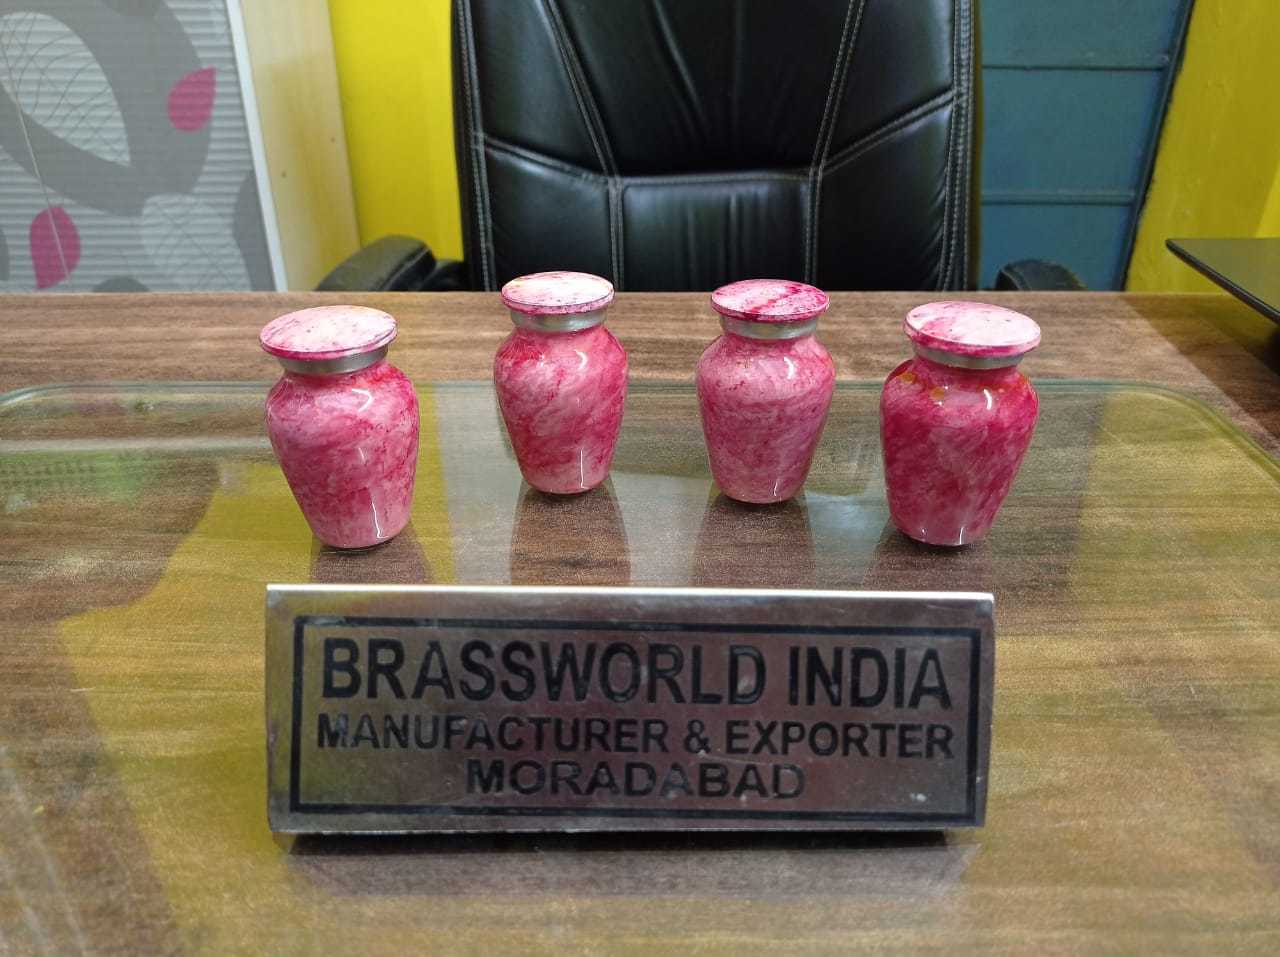 BRASSWORLD INDIA
MANUFACTURER & EXPORTER
MORADABAD